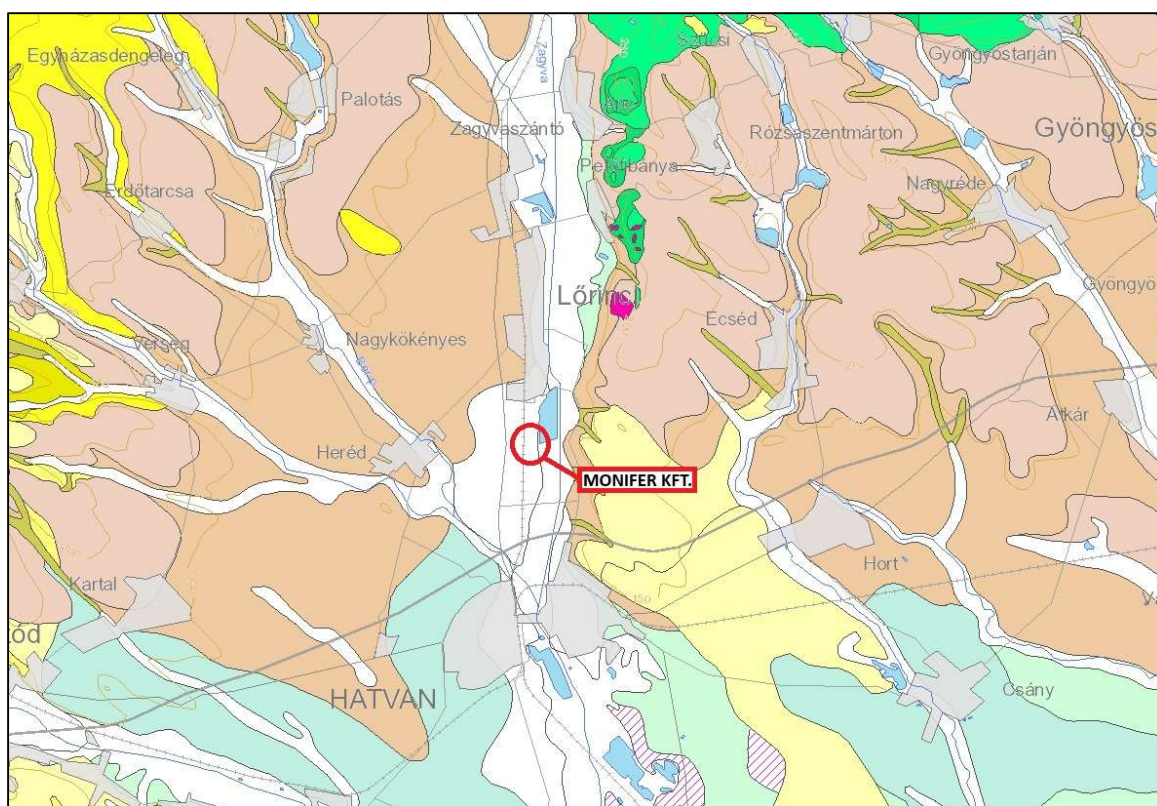 Egyházasdengeleg
Palotás
Zagyva
Zagyvaszántó
Szücsi
Gyöngyöstarján
Apc
Rózsaszentmárton
Gyöngyös
Petőfibánya
Erdőtarcsa
Nagyréde
Lőrinci
Ecséd
Verseg
Nagykökényes
Atkár
Heréd
MONIFER KFT.
Hort
Kartal
150
HATVAN
Csány